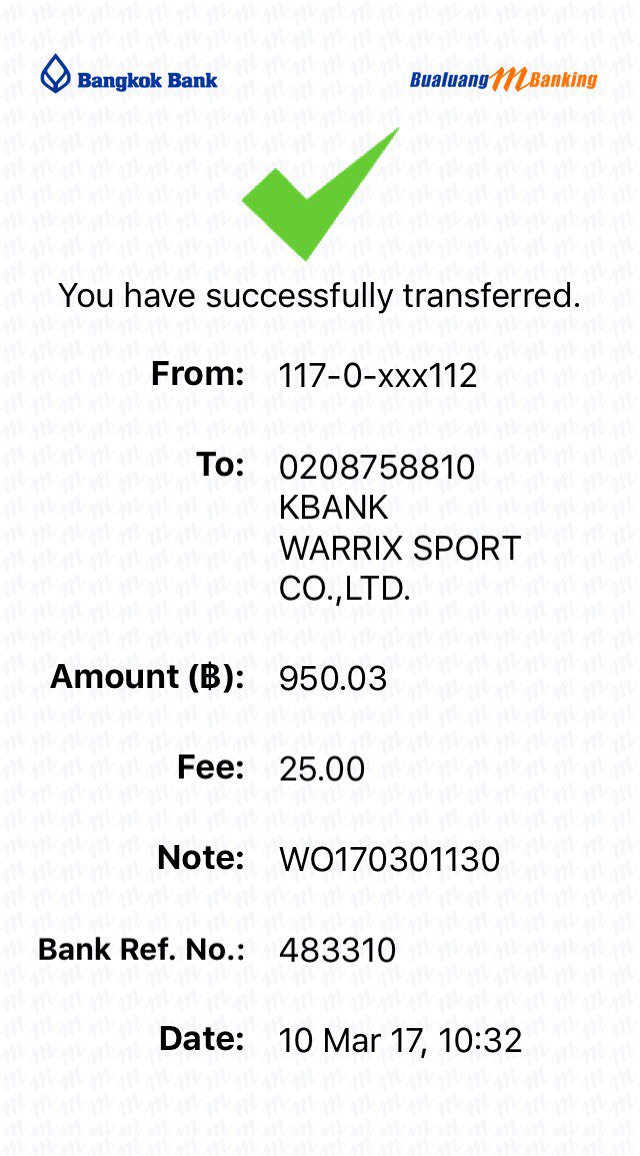 Bangkok Bank Bualuang mBanking
You have successfully transferred.
From: 117-0-xxx112
To: 0208758810
KBANK
WARRIX SPORT
CO.,LTD.
Amount (฿): 950.03
Fee: 25.00
Note: WO170301130
Bank Ref. No.: 483310
Date: 10 Mar 17, 10:32